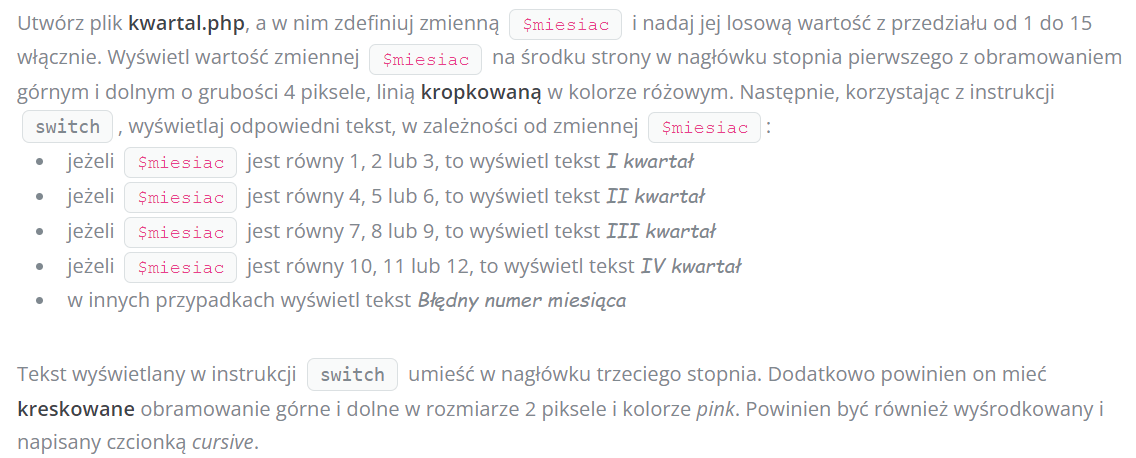 Utwórz plik kwartal.php, a w nim zdefiniuj zmienną $miesiac i nadaj jej losową wartość z przedziału od 1 do 15
włącznie. Wyświetl wartość zmiennej $miesiac na środku strony w nagłówku stopnia pierwszego z obramowaniem
górnym i dolnym o grubości 4 piksele, linią kropkowaną w kolorze różowym. Następnie, korzystając z instrukcji
switch, wyświetlaj odpowiedni tekst, w zależności od zmiennej $miesiac:
• jeżeli $miesiac jest równy 1, 2 lub 3, to wyświetl tekst I kwartał
• jeżeli $miesiac jest równy 4, 5 lub 6, to wyświetl tekst II kwartał
• jeżeli $miesiac jest równy 7, 8 lub 9, to wyświetl tekst III kwartał
• jeżeli $miesiac jest równy 10, 11 lub 12, to wyświetl tekst IV kwartał
• w innych przypadkach wyświetl tekst Błędny numer miesiąca
Tekst wyświetlany w instrukcji switch umieść w nagłówku trzeciego stopnia. Dodatkowo powinien on mieć
kreskowane obramowanie górne i dolne w rozmiarze 2 piksele i kolorze pink. Powinien być również wyśrodkowany i
napisany czcionką cursive.